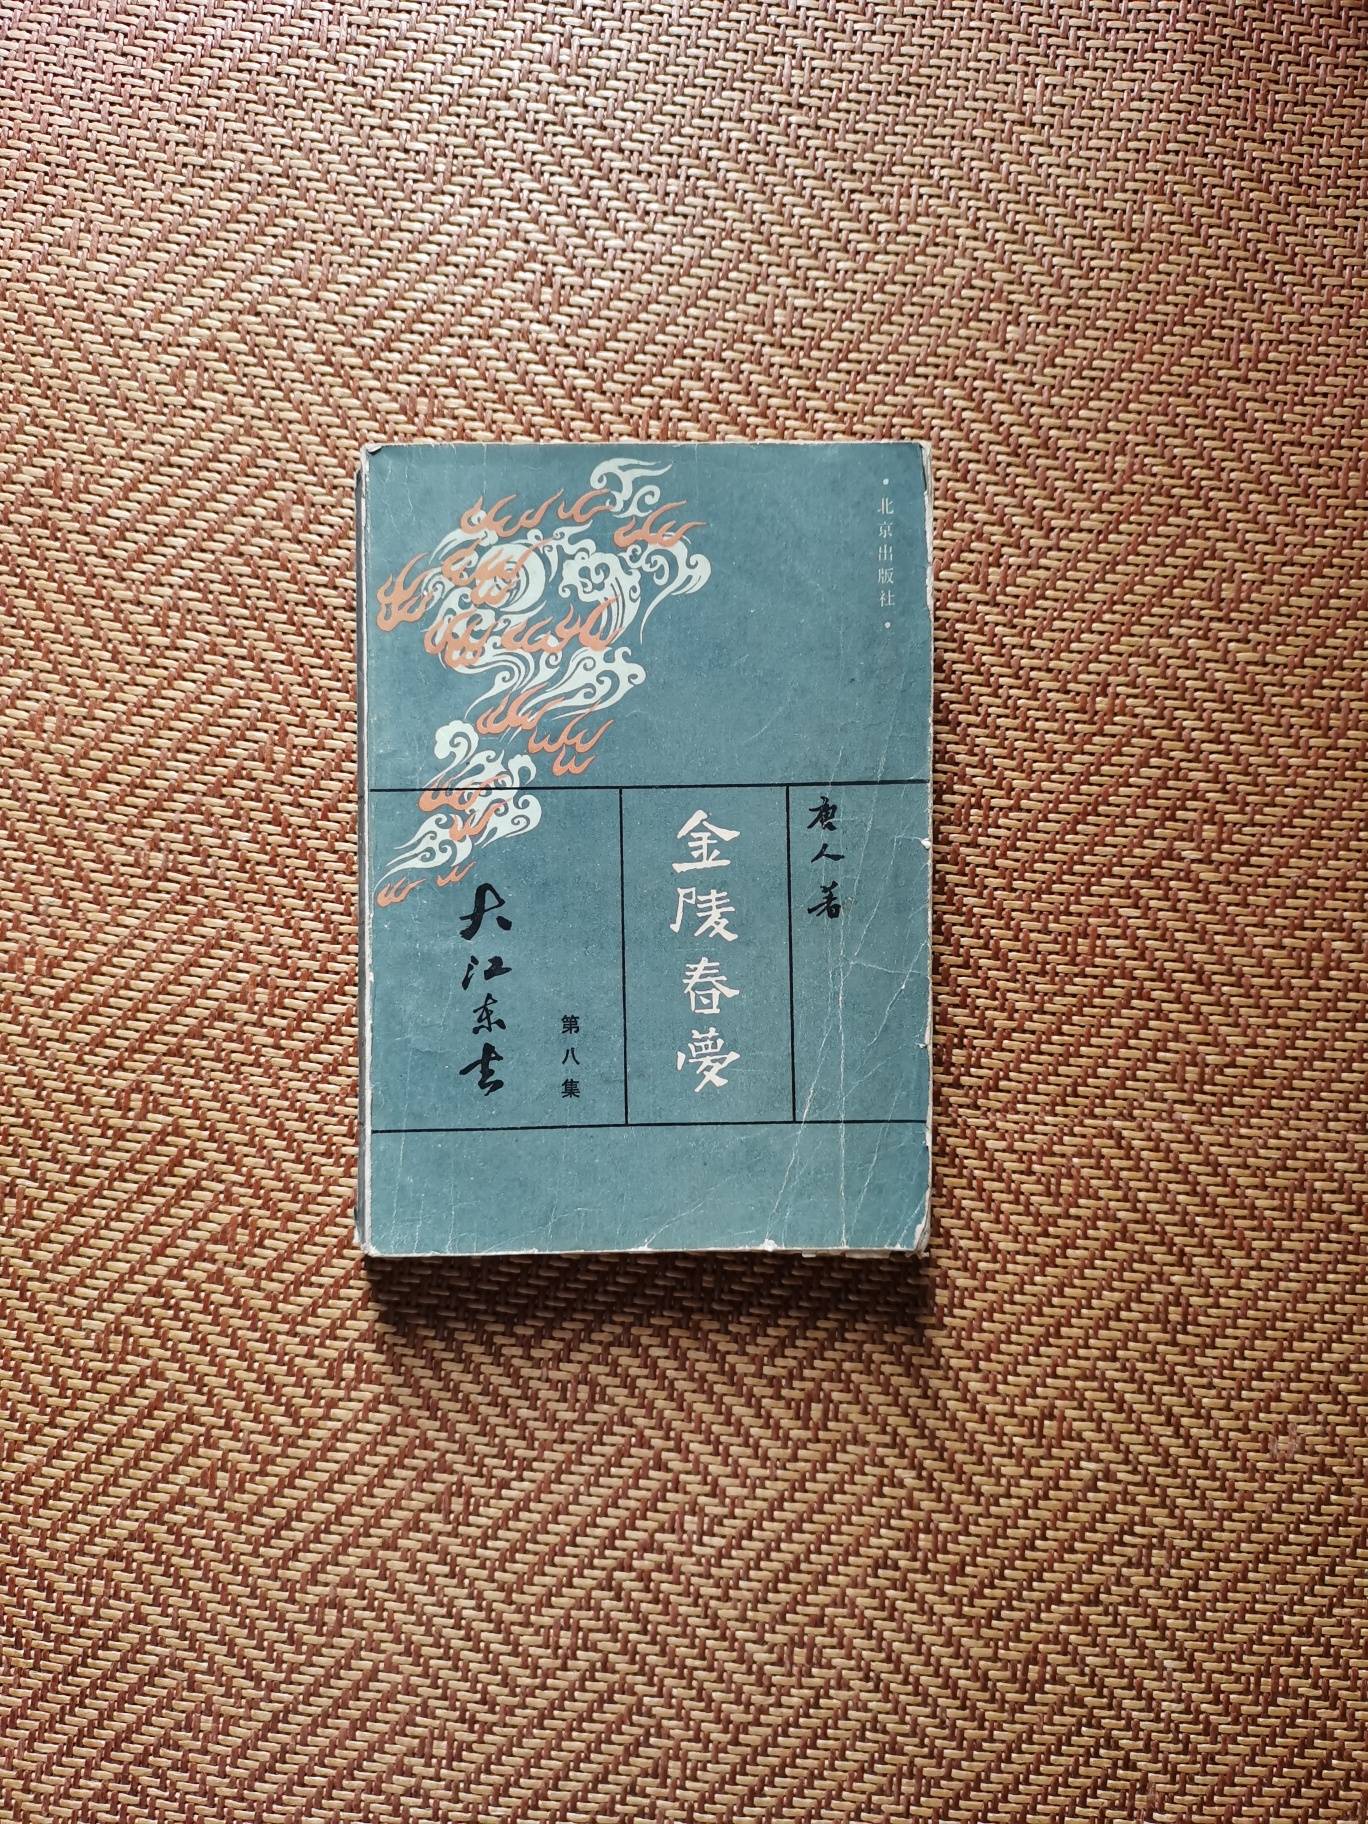 ·北京出版社·
唐人著
金陵春夢
第八集
大江东去